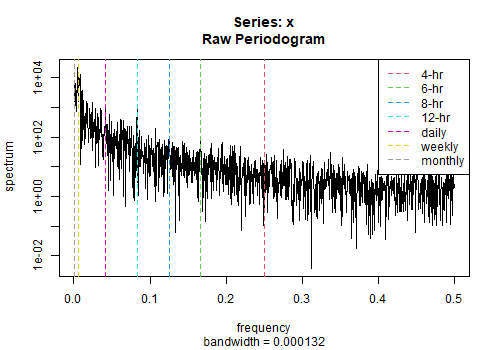 Series: x
Raw Periodogram
spectrum
1e+04
1e+02
1e+00
1e-02
4-hr
6-hr
8-hr
12-hr
daily
weekly
monthly
0.0 0.1 0.2 0.3 0.4 0.5
frequency
bandwidth = 0.000132